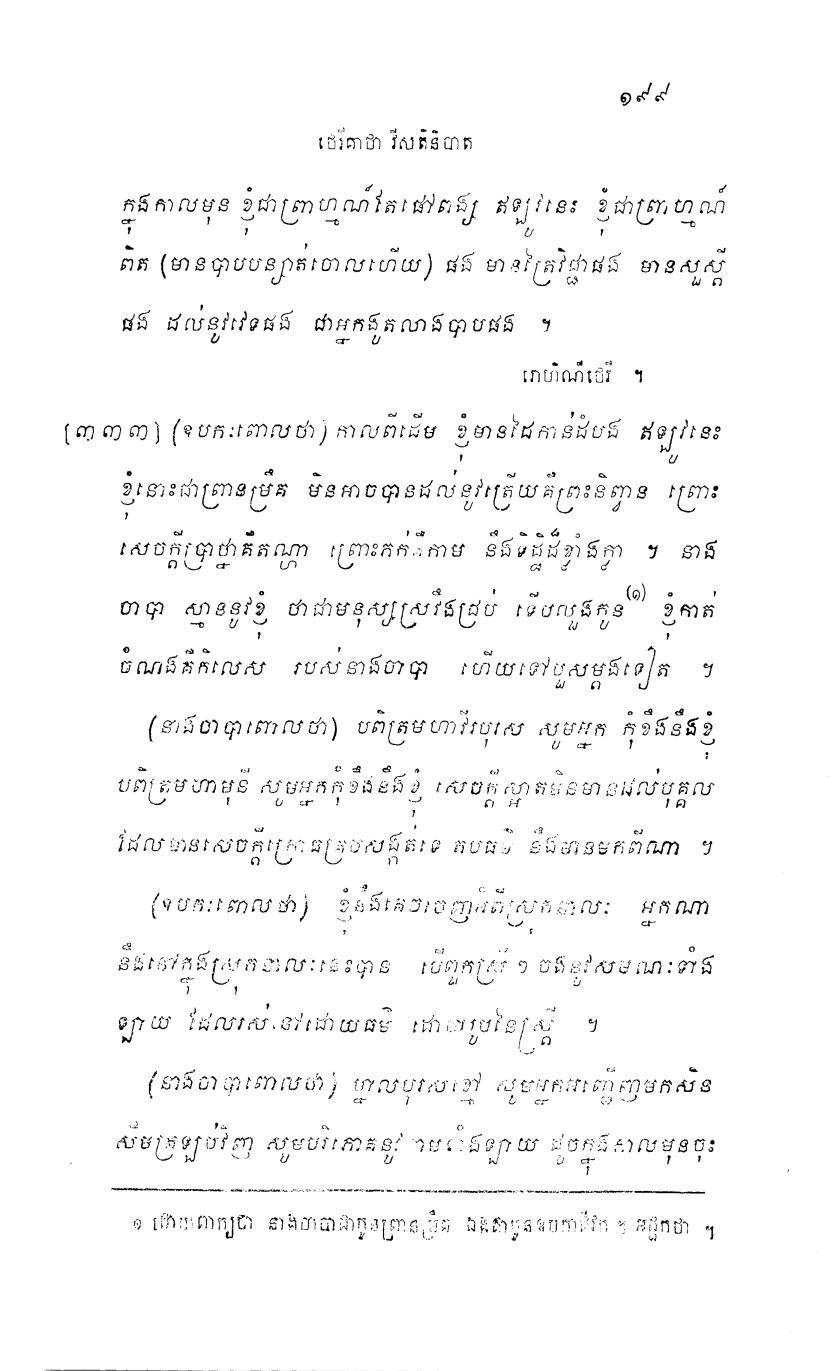 ១៩៩
ថេរីគាថា វីសតិនិបាត
ក្នុងកាលមុន ខ្ញុំជាព្រាហ្មណ៍តែផៅពង្ស ឥឡូវនេះ ខ្ញុំជាព្រាហ្មណ៍
ពិត (មានបាបបន្សាត់ចោលហើយ) ផង មានត្រៃវិជ្ជាផង មានសួស្តី
ផង ដល់នូវវេទផង ជាអ្នកងូតលាងបាបផង ។
រោហិណីថេរី ។
[៣៣៣] (ឧបកៈពោលថា) កាលពីដើម ខ្ញុំមានដៃកាន់ដំបង ឥឡូវនេះ
ខ្ញុំនោះជាព្រានម្រឹគ មិនអាចបានដល់នូវត្រើយគឺព្រះនិព្វាន ព្រោះ
សេចក្តីប្រាថ្នាគឺតណ្ហា ព្រោះភក់គឺកាម នឹងទិដ្ឋិដ៏ខ្លាំងក្លា ។ នាង
ចាបា ស្មាននូវខ្ញុំ ថាជាមនុស្សស្រវឹងជ្រប់ ទើបលួងកូន(១) ខ្ញុំកាត់
ចំណងគឺកិលេស របស់នាងចាបា ហើយទៅបួសម្តងទៀត ។
(នាងចាបាពោលថា) បពិត្រមហាវីរបុរស សូមអ្នក កុំខឹងនឹងខ្ញុំ
បពិត្រមហាមុនី សូមអ្នកកុំខឹងនឹងខ្ញុំ សេចក្តីស្អាតមិនមានដល់បុគ្គល
ដែលមានសេចក្តីក្រោធគ្របសង្កត់ទេ តបធម៌ នឹងមានមកពីណា ។
(ឧបកៈពោលថា) ខ្ញុំនឹងគេចចេញអំពីស្រុកនាលៈ អ្នកណា
នឹងនៅក្នុងស្រុកនាលៈនេះបាន បើពួកស្រី ១ ចងនូវសមណៈទាំង
ឡាយ ដែលរស់នៅដោយធម៌ ដោយរូបនៃស្ត្រី ។
(នាងចាបាពោលថា) ហ្នាលបុរសខ្មៅ សូមអ្នកអញ្ជើញមកសិន
សឹមត្រឡប់វិញ សូមបរិភោគនូវ កាមទាំងឡាយ ដូចក្នុងកាលមុនចុះ
១ ដោយពាក្យថា នាងចាបាជាកូនព្រានម្រឹគ ឯង ។ អដ្ឋកថា ។